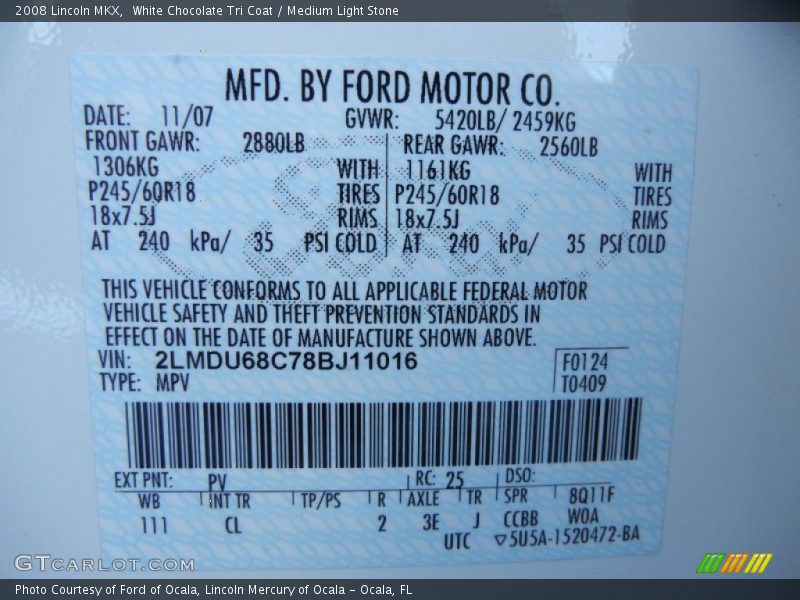 2008 Lincoln MKX,  White Chocolate Tri Coat / Medium Light Stone
MFD. BY FORD MOTOR CO.
DATE: 11/07 GVWR: 5420LB/ 2459KG
FRONT GAWR: 2880LB REAR GAWR: 2560LB
1306KG WITH 1161KG WITH
P245/60R18 TIRES P245/60R18 TIRES
18x7.5J RIMS 18x7.5J RIMS
AT 240 kPa/ 35 PSI COLD AT 240 kPa/ 35 PSI COLD
THIS VEHICLE CONFORMS TO ALL APPLICABLE FEDERAL MOTOR
VEHICLE SAFETY AND THEFT PREVENTION STANDARDS IN
EFFECT ON THE DATE OF MANUFACTURE SHOWN ABOVE.
VIN: 2LMDU68C78BJ11016 F0124
TYPE: MPV T0409
EXT PNT: PV RC: 25 DSO:
WB INT TR TP/PS R AXLE TR SPR 8Q11F
111 CL 2 3E J CCBB W0A
UTC ▽5U5A-1520472-BA
GTCARLOT.COM
Photo Courtesy of Ford of Ocala, Lincoln Mercury of Ocala – Ocala, FL